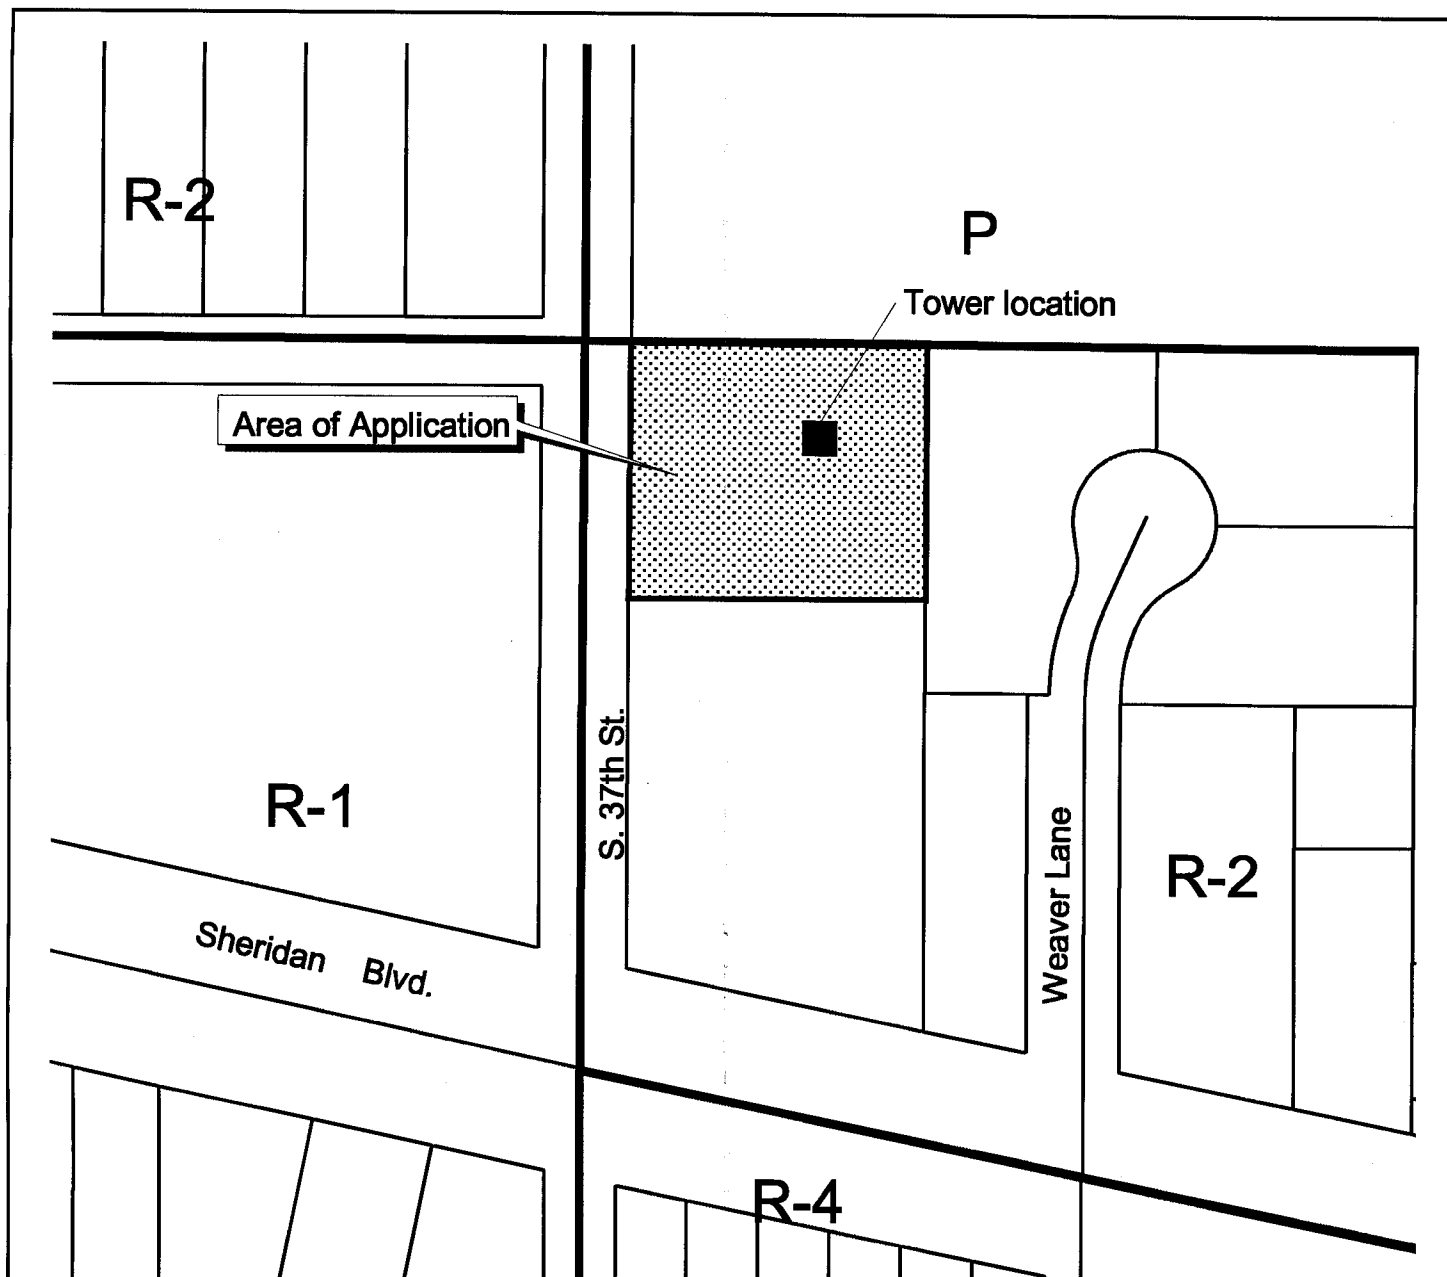 R-2
P
Tower location
Area of Application
S. 37th St.
R-1
Weaver Lane
R-2
Sheridan Blvd.
R-4